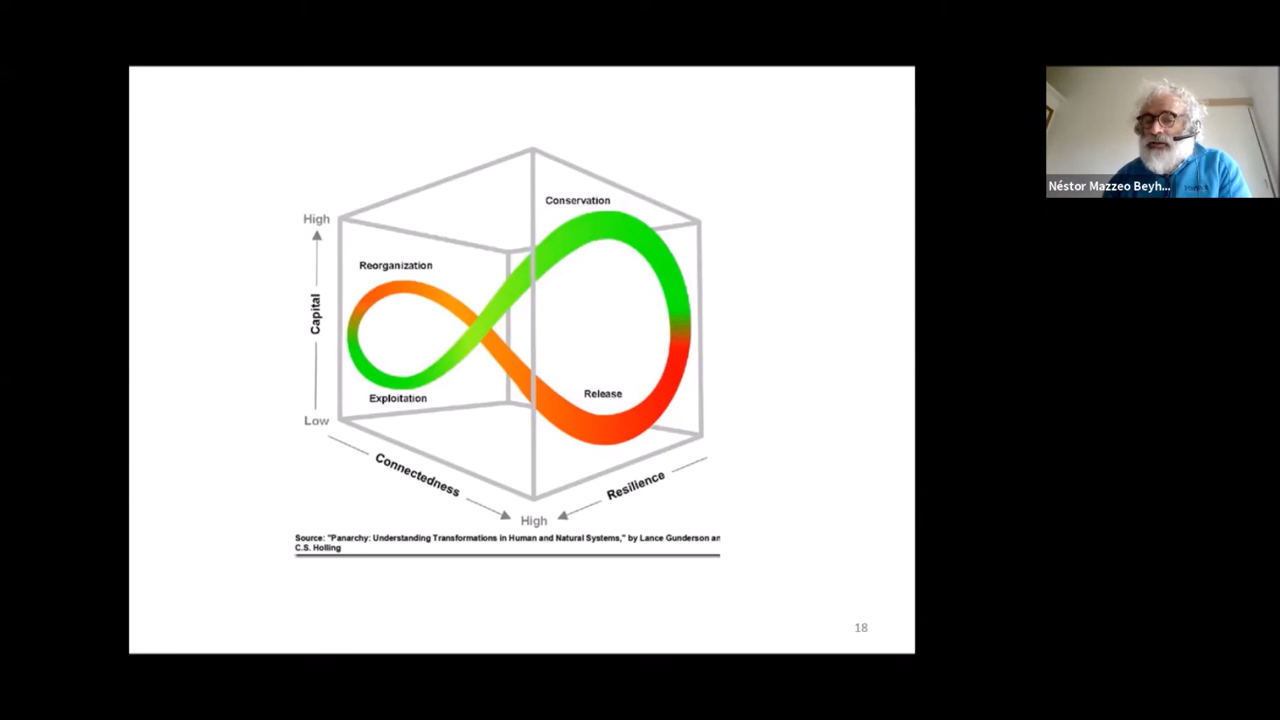 Conservation
High
Reorganization
Capital
Release
Exploitation
Low
Connectedness
Resilience
High
Source: "Panarchy: Understanding Transformations in Human and Natural Systems," by Lance Gunderson an
C.S. Holling
18
Néstor Mazzeo Beyh...